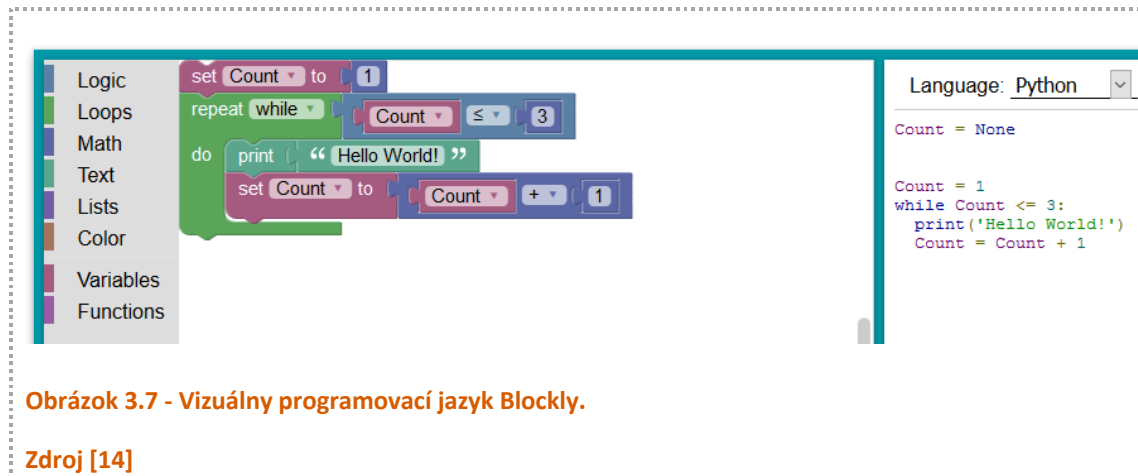 Logic
Loops
Math
Text
Lists
Color
Variables
Functions
set Count to 1
repeat while Count ≤ 3
do print “ Hello World! ”
set Count to Count + 1
Language: Python
Count = None
Count = 1
while Count <= 3:
print('Hello World!')
Count = Count + 1
Obrázok 3.7 - Vizuálny programovací jazyk Blockly.
Zdroj [14]